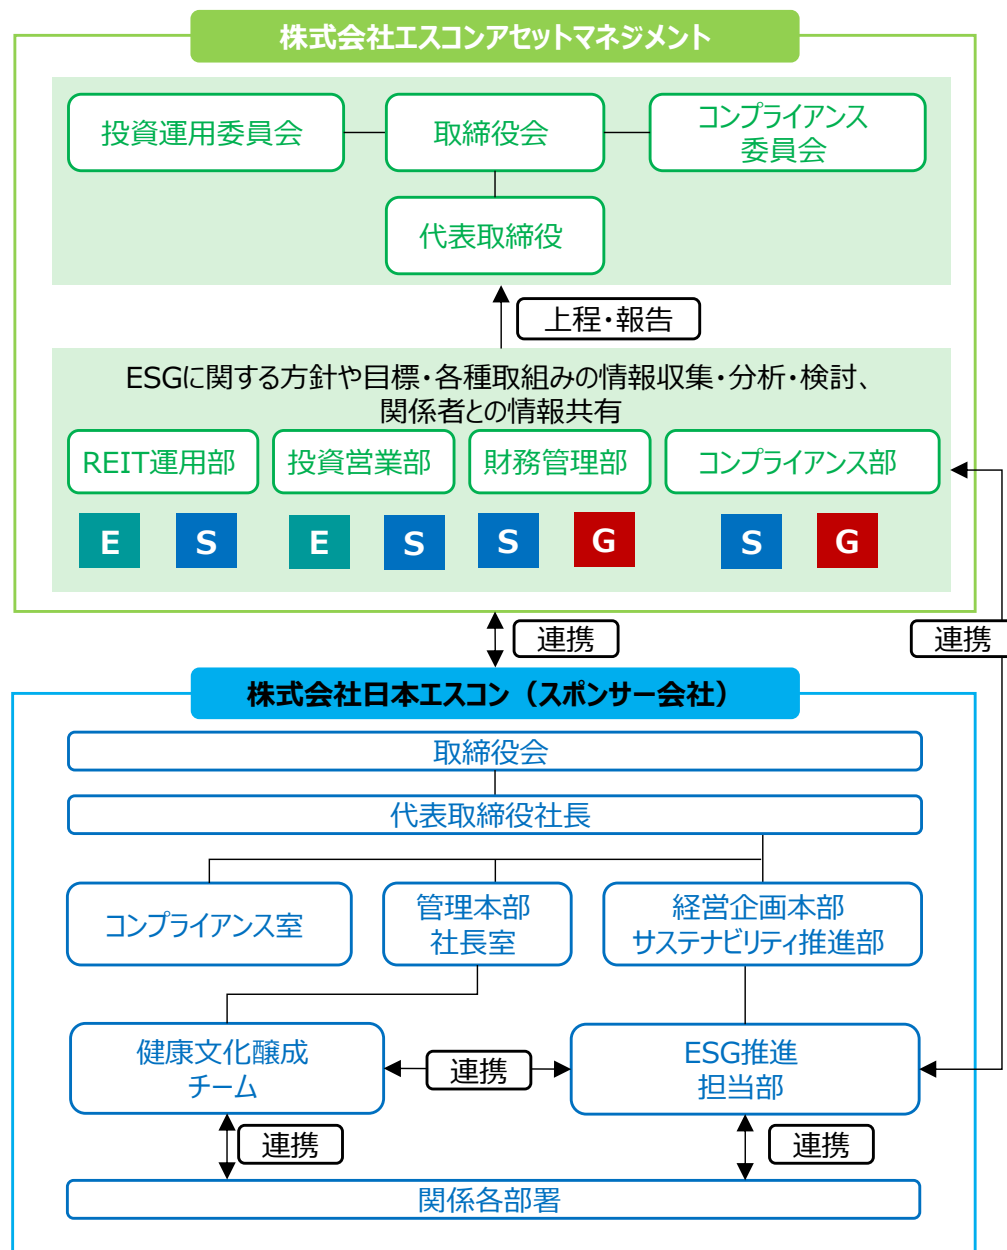 株式会社エスコンアセットマネジメント
投資運用委員会
取締役会
コンプライアンス
委員会
代表取締役
上程・報告
ESGに関する方針や目標・各種取組みの情報収集・分析・検討、
関係者との情報共有
REIT運用部
投資営業部
財務管理部
コンプライアンス部
E
S
E
S
S
G
S
G
連携
連携
株式会社日本エスコン（スポンサー会社）
取締役会
代表取締役社長
コンプライアンス室
管理本部
社長室
経営企画本部
サステナビリティ推進部
健康文化醸成
チーム
連携
ESG推進
担当部
連携
連携
関係各部署